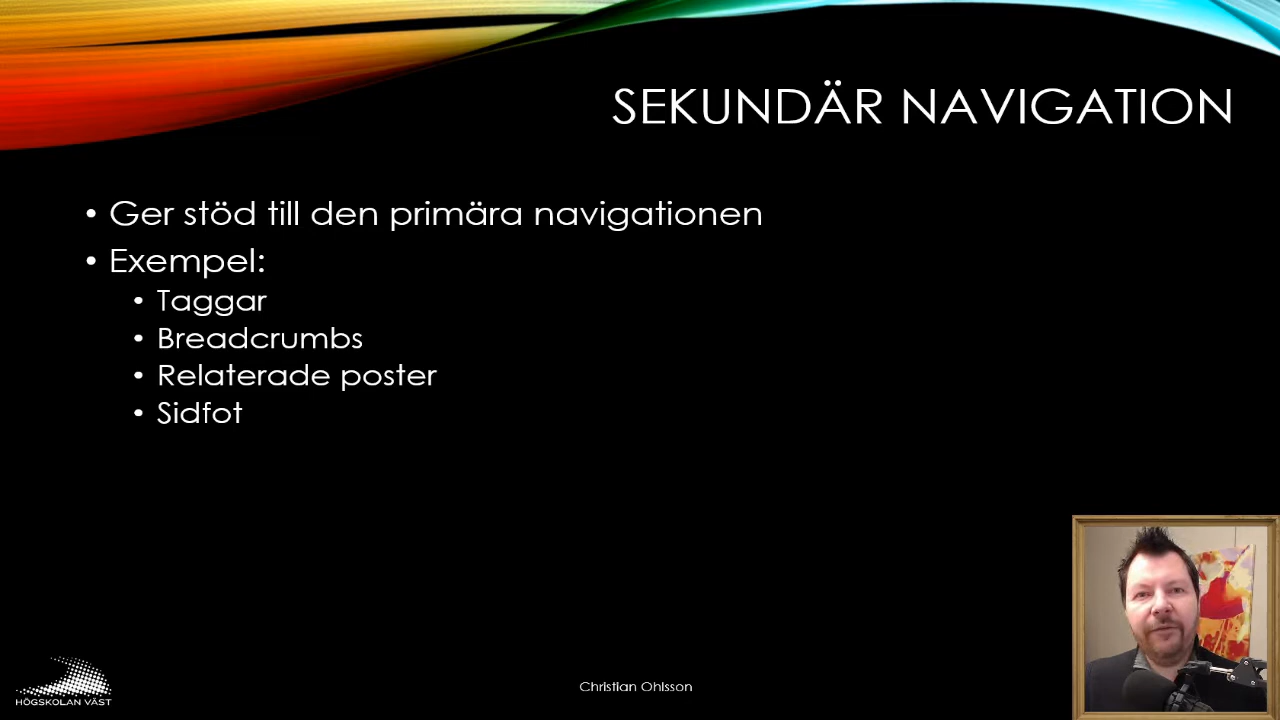 SEKUNDÄR NAVIGATION
• Ger stöd till den primära navigationen
• Exempel:
• Taggar
• Breadcrumbs
• Relaterade poster
• Sidfot
HÖGSKOLAN VÄST
Christian Ohlsson